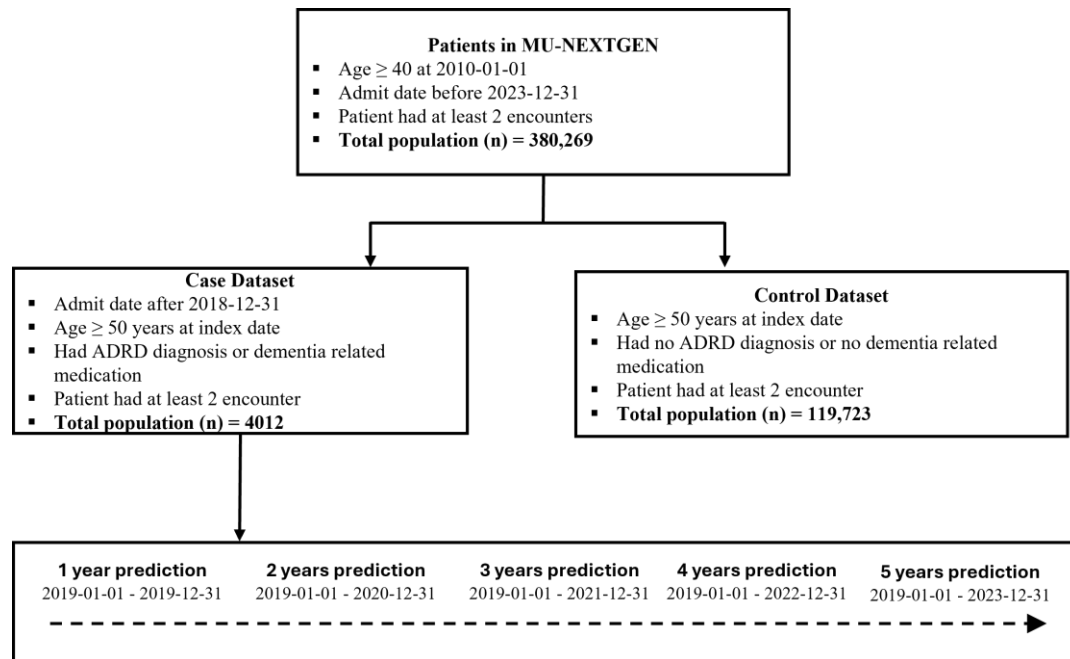 Patients in MU-NEXTGEN
▪ Age ≥ 40 at 2010-01-01
▪ Admit date before 2023-12-31
▪ Patient had at least 2 encounters
▪ Total population (n) = 380,269
Case Dataset
▪ Admit date after 2018-12-31
▪ Age ≥ 50 years at index date
▪ Had ADRD diagnosis or dementia related
medication
▪ Patient had at least 2 encounter
▪ Total population (n) = 4012
Control Dataset
▪ Age ≥ 50 years at index date
▪ Had no ADRD diagnosis or no dementia related
medication
▪ Patient had at least 2 encounter
▪ Total population (n) = 119,723
1 year prediction
2019-01-01 - 2019-12-31
2 years prediction
2019-01-01 - 2020-12-31
3 years prediction
2019-01-01 - 2021-12-31
4 years prediction
2019-01-01 - 2022-12-31
5 years prediction
2019-01-01 - 2023-12-31